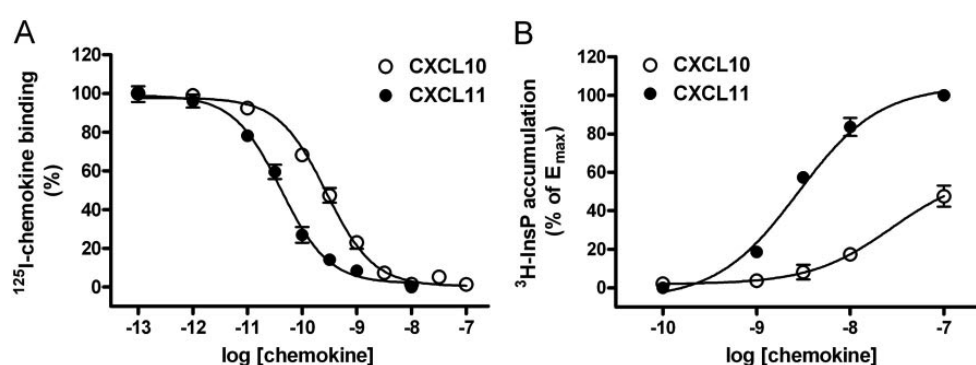 A
120
100
80
60
40
20
0
¹²⁵I-chemokine binding
(%)
CXCL10
CXCL11
-13 -12 -11 -10 -9 -8 -7
log [chemokine]
B
120
100
80
60
40
20
0
³H-InsP accumulation
(% of Emax)
CXCL10
CXCL11
-10 -9 -8 -7
log [chemokine]